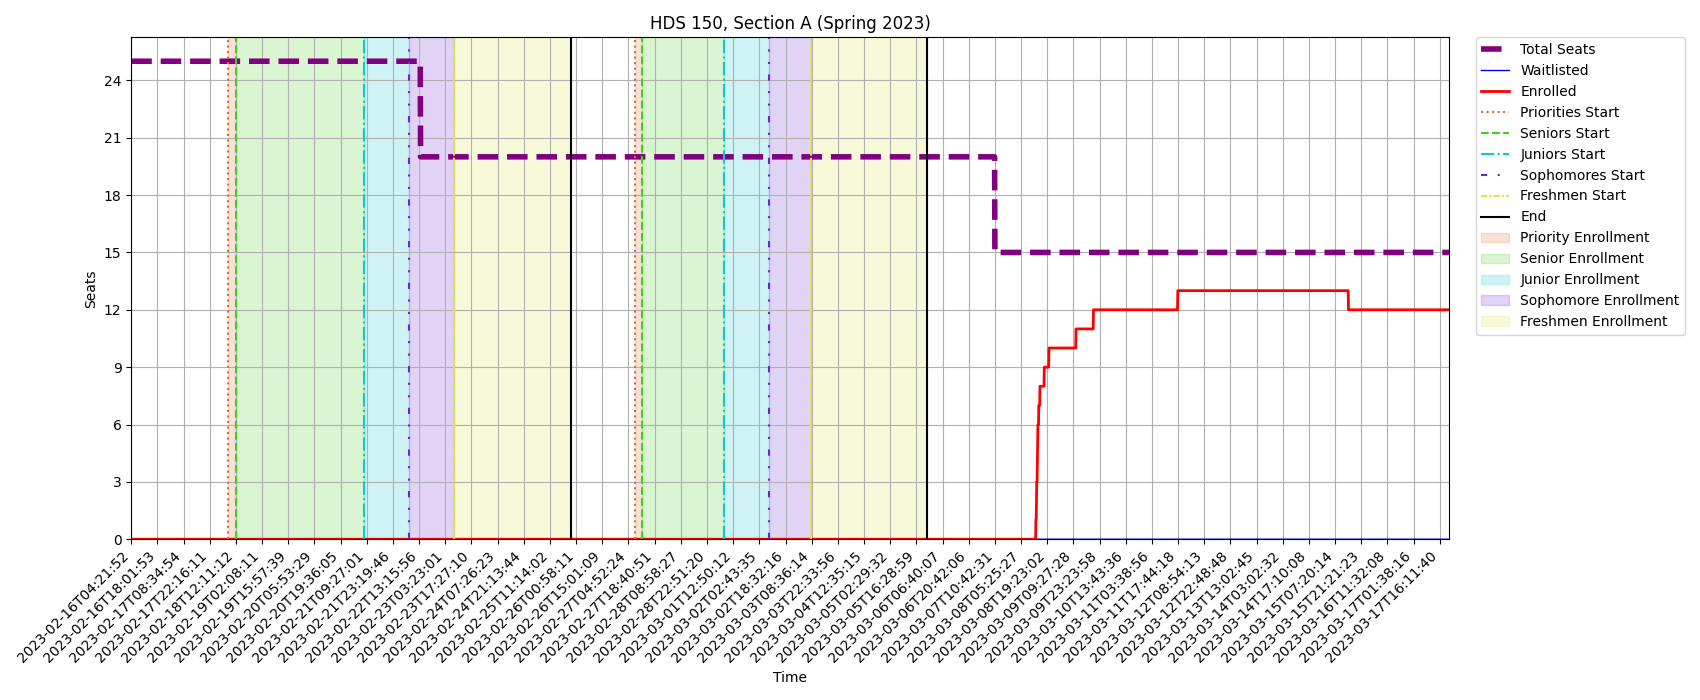 HDS 150, Section A (Spring 2023)
Seats
24
21
18
15
12
9
6
3
0
2023-02-16T04:21:52
2023-02-16T18:01:53
2023-02-17T08:34:54
2023-02-17T22:16:11
2023-02-18T12:11:12
2023-02-19T02:08:11
2023-02-19T15:57:39
2023-02-20T05:53:29
2023-02-20T19:36:05
2023-02-21T09:27:01
2023-02-21T23:19:46
2023-02-22T13:15:56
2023-02-23T03:23:01
2023-02-23T17:27:10
2023-02-24T07:26:23
2023-02-24T21:13:44
2023-02-25T11:14:02
2023-02-26T00:58:11
2023-02-26T15:01:09
2023-02-27T04:52:24
2023-02-27T18:40:51
2023-02-28T08:58:27
2023-02-28T22:51:20
2023-03-01T12:50:12
2023-03-02T02:43:35
2023-03-02T18:32:16
2023-03-03T08:36:14
2023-03-03T22:33:56
2023-03-04T12:35:15
2023-03-05T02:29:32
2023-03-05T16:28:59
2023-03-06T06:40:07
2023-03-06T20:42:06
2023-03-07T10:42:31
2023-03-08T05:25:27
2023-03-08T19:23:02
2023-03-09T09:27:28
2023-03-09T23:23:58
2023-03-10T13:43:36
2023-03-11T03:38:56
2023-03-11T17:44:18
2023-03-12T08:54:13
2023-03-12T22:48:48
2023-03-13T13:02:45
2023-03-14T03:02:32
2023-03-14T17:10:08
2023-03-15T07:20:14
2023-03-15T21:21:23
2023-03-16T11:32:08
2023-03-17T01:38:16
2023-03-17T16:11:40
Time
Total Seats
Waitlisted
Enrolled
Priorities Start
Seniors Start
Juniors Start
Sophomores Start
Freshmen Start
End
Priority Enrollment
Senior Enrollment
Junior Enrollment
Sophomore Enrollment
Freshmen Enrollment